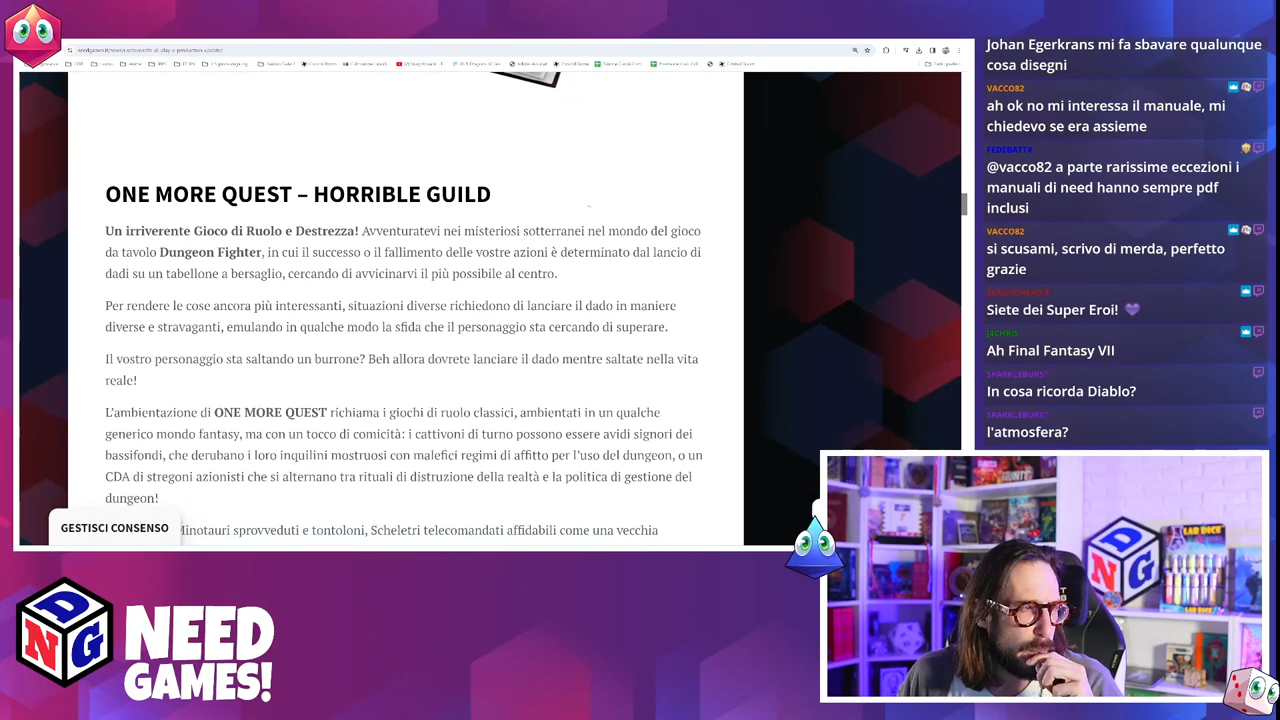 needgames.it
ONE MORE QUEST – HORRIBLE GUILD
Un irriverente Gioco di Ruolo e Destrezza! Avventuratevi nei misteriosi sotterranei nel mondo del gioco
da tavolo Dungeon Fighter, in cui il successo o il fallimento delle vostre azioni è determinato dal lancio di
dadi su un tabellone a bersaglio, cercando di avvicinarvi il più possibile al centro.
Per rendere le cose ancora più interessanti, situazioni diverse richiedono di lanciare il dado in maniere
diverse e stravaganti, emulando in qualche modo la sfida che il personaggio sta cercando di superare.
Il vostro personaggio sta saltando un burrone? Beh allora dovrete lanciare il dado mentre saltate nella vita
reale!
L'ambientazione di ONE MORE QUEST richiama i giochi di ruolo classici, ambientati in un qualche
generico mondo fantasy, ma con un tocco di comicità: i cattivoni di turno possono essere avidi signori dei
bassifondi, che derubano i loro inquilini mostruosi con malefici regimi di affitto per l'uso del dungeon, o un
CDA di stregoni azionisti che si alternano tra rituali di distruzione della realtà e la politica di gestione del
dungeon!
Minotauri sprovveduti e tontoloni, Scheletri telecomandati affidabili come una vecchia
GESTISCI CONSENSO
Johan Egerkrans mi fa sbavare qualunque
cosa disegni
VACCO82
ah ok no mi interessa il manuale, mi
chiedevo se era assieme
FEDEBATT4
@vacco82 a parte rarissime eccezioni i
manuali di need hanno sempre pdf
inclusi
VACCO82
si scusami, scrivo di merda, perfetto
grazie
Siete dei Super Eroi!
J4CHRIS
Ah Final Fantasy VII
SPARKLEBURST
In cosa ricorda Diablo?
SPARKLEBURST
l'atmosfera?
D
N G
NEED
GAMES!
D
N G
LAB DICE
LAB DICE